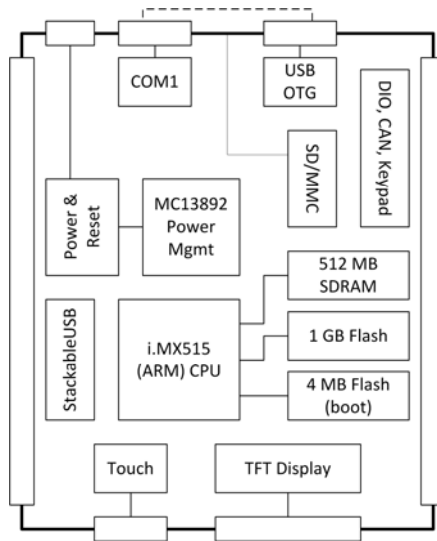 COM1
USB
OTG
DIO, CAN, Keypad
SD/MMC
Power &
Reset
MC13892
Power
Mgmt
512 MB
SDRAM
StackableUSB
i.MX515
(ARM) CPU
1 GB Flash
4 MB Flash
(boot)
Touch
TFT Display